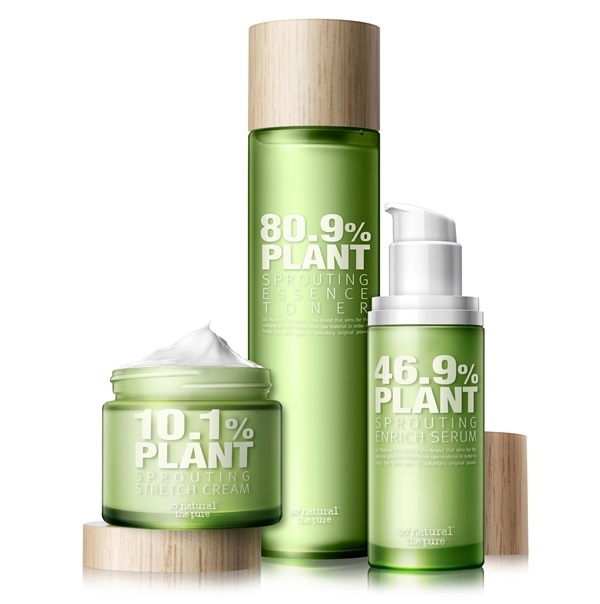 80.9%
PLANT
SPROUTING
ESSENCE
TONER
10.1%
PLANT
SPROUTING
STRETCH CREAM
so natural
the pure
so natural
the pure
46.9%
PLANT
SPROUTING
ENRICH SERUM
so natural
the pure